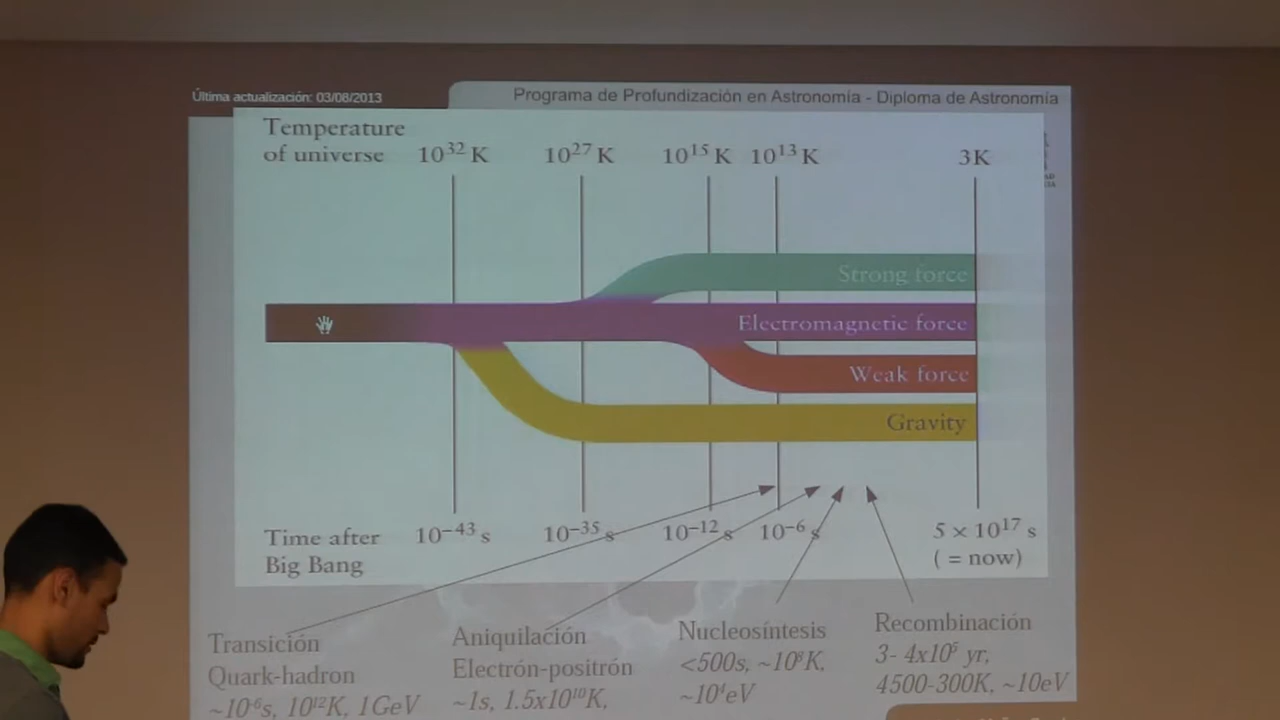 Última actualización: 03/08/2013
Programa de Profundización en Astronomía - Diploma de Astronomía
Temperature
of universe
10³² K
10²⁷ K
10¹⁵ K
10¹³ K
3K
Strong force
Electromagnetic force
Weak force
Gravity
Time after
Big Bang
10⁻⁴³ s
10⁻³⁵ s
10⁻¹² s
10⁻⁶ s
5 × 10¹⁷ s
( = now)
Transición
Quark-hadron
~10⁻⁶s, 10¹²K, 1GeV
Aniquilación
Electrón-positrón
~1s, 1.5x10¹⁰K,
Nucleosíntesis
<500s, ~10⁸K,
~10⁴eV
Recombinación
3- 4x10⁵ yr,
4500-300K, ~10eV